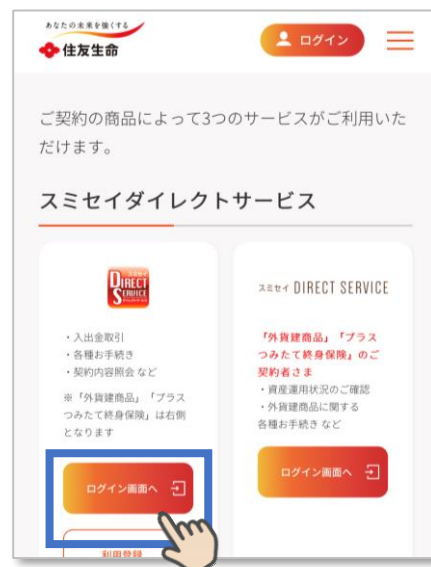 あなたの未来を強くする
住友生命
ログイン
ご契約の商品によって3つのサービスがご利用いた
だけます。
スミセイダイレクトサービス
スミセイ
DIRECT
SERVICE
・入出金取引
・各種お手続き
・契約内容照会 など
※「外貨建商品」「プラス
つみたて終身保険」は右側
となります
ログイン画面へ
利用登録
スミセイ DIRECT SERVICE
「外貨建商品」「プラス
つみたて終身保険」のご
契約者さま
・資産運用状況のご確認
・外貨建商品に関する
各種お手続き など
ログイン画面へ